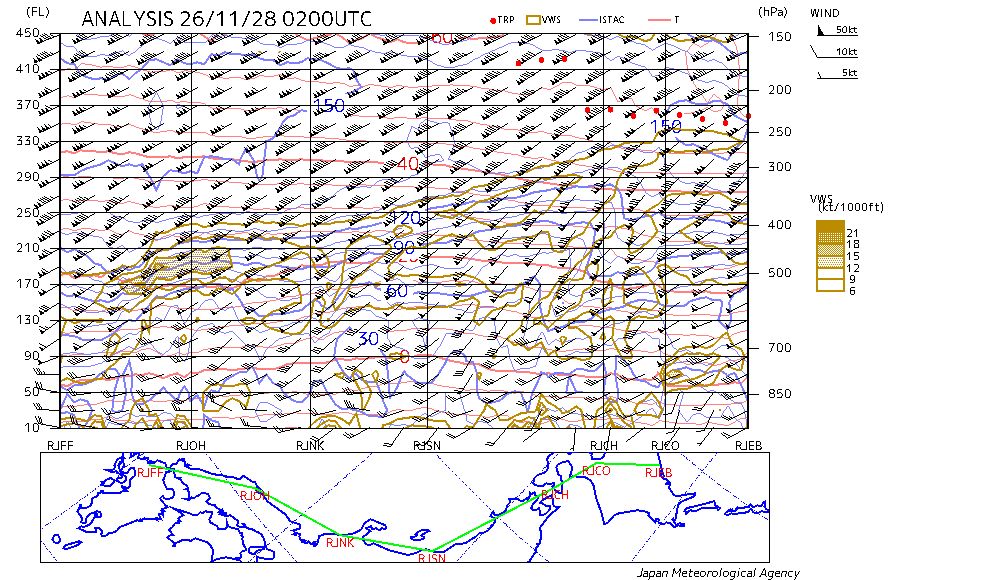 (FL) ANALYSIS 26/11/28 0200UTC TRP VWS ISTAC T (hPa) WIND
50kt
10kt
5kt
450 60 150
410
200
370 150
150
330 250
40 300
290
250 120 400
210 90
20 500
170 60
130
30 700
90 0
50 850
10
VWS
(kt/1000ft)
21
18
15
12
9
6
RJFF RJOH RJNK RJSN RJCH RJCO RJEB
RJFF RJOH RJNK RJSN RJCH RJCO RJEB
Japan Meteorological Agency